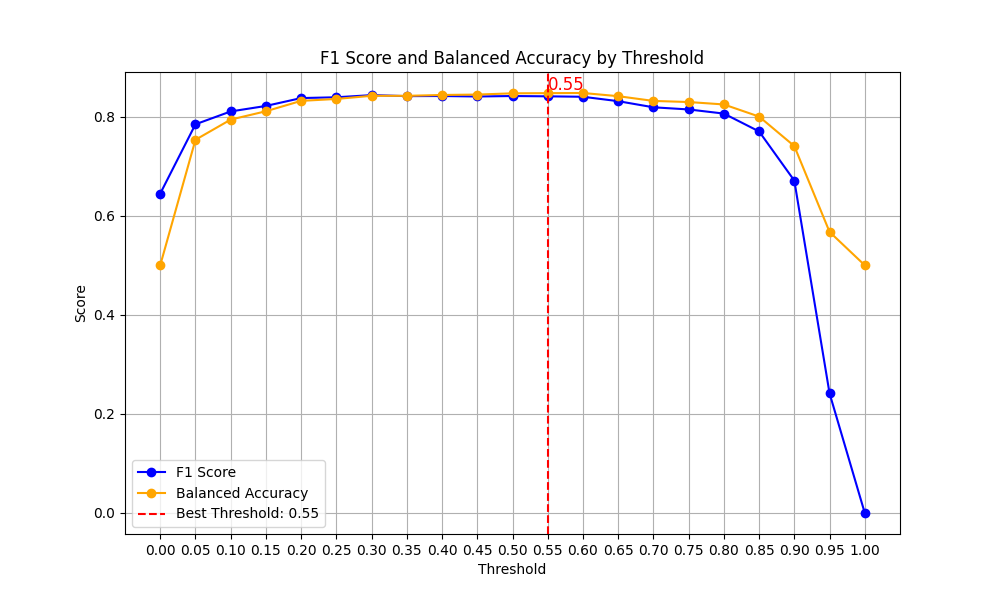 F1 Score and Balanced Accuracy by Threshold
0.55
Score
0.8
0.6
0.4
0.2
0.0
F1 Score
Balanced Accuracy
Best Threshold: 0.55
0.00 0.05 0.10 0.15 0.20 0.25 0.30 0.35 0.40 0.45 0.50 0.55 0.60 0.65 0.70 0.75 0.80 0.85 0.90 0.95 1.00
Threshold